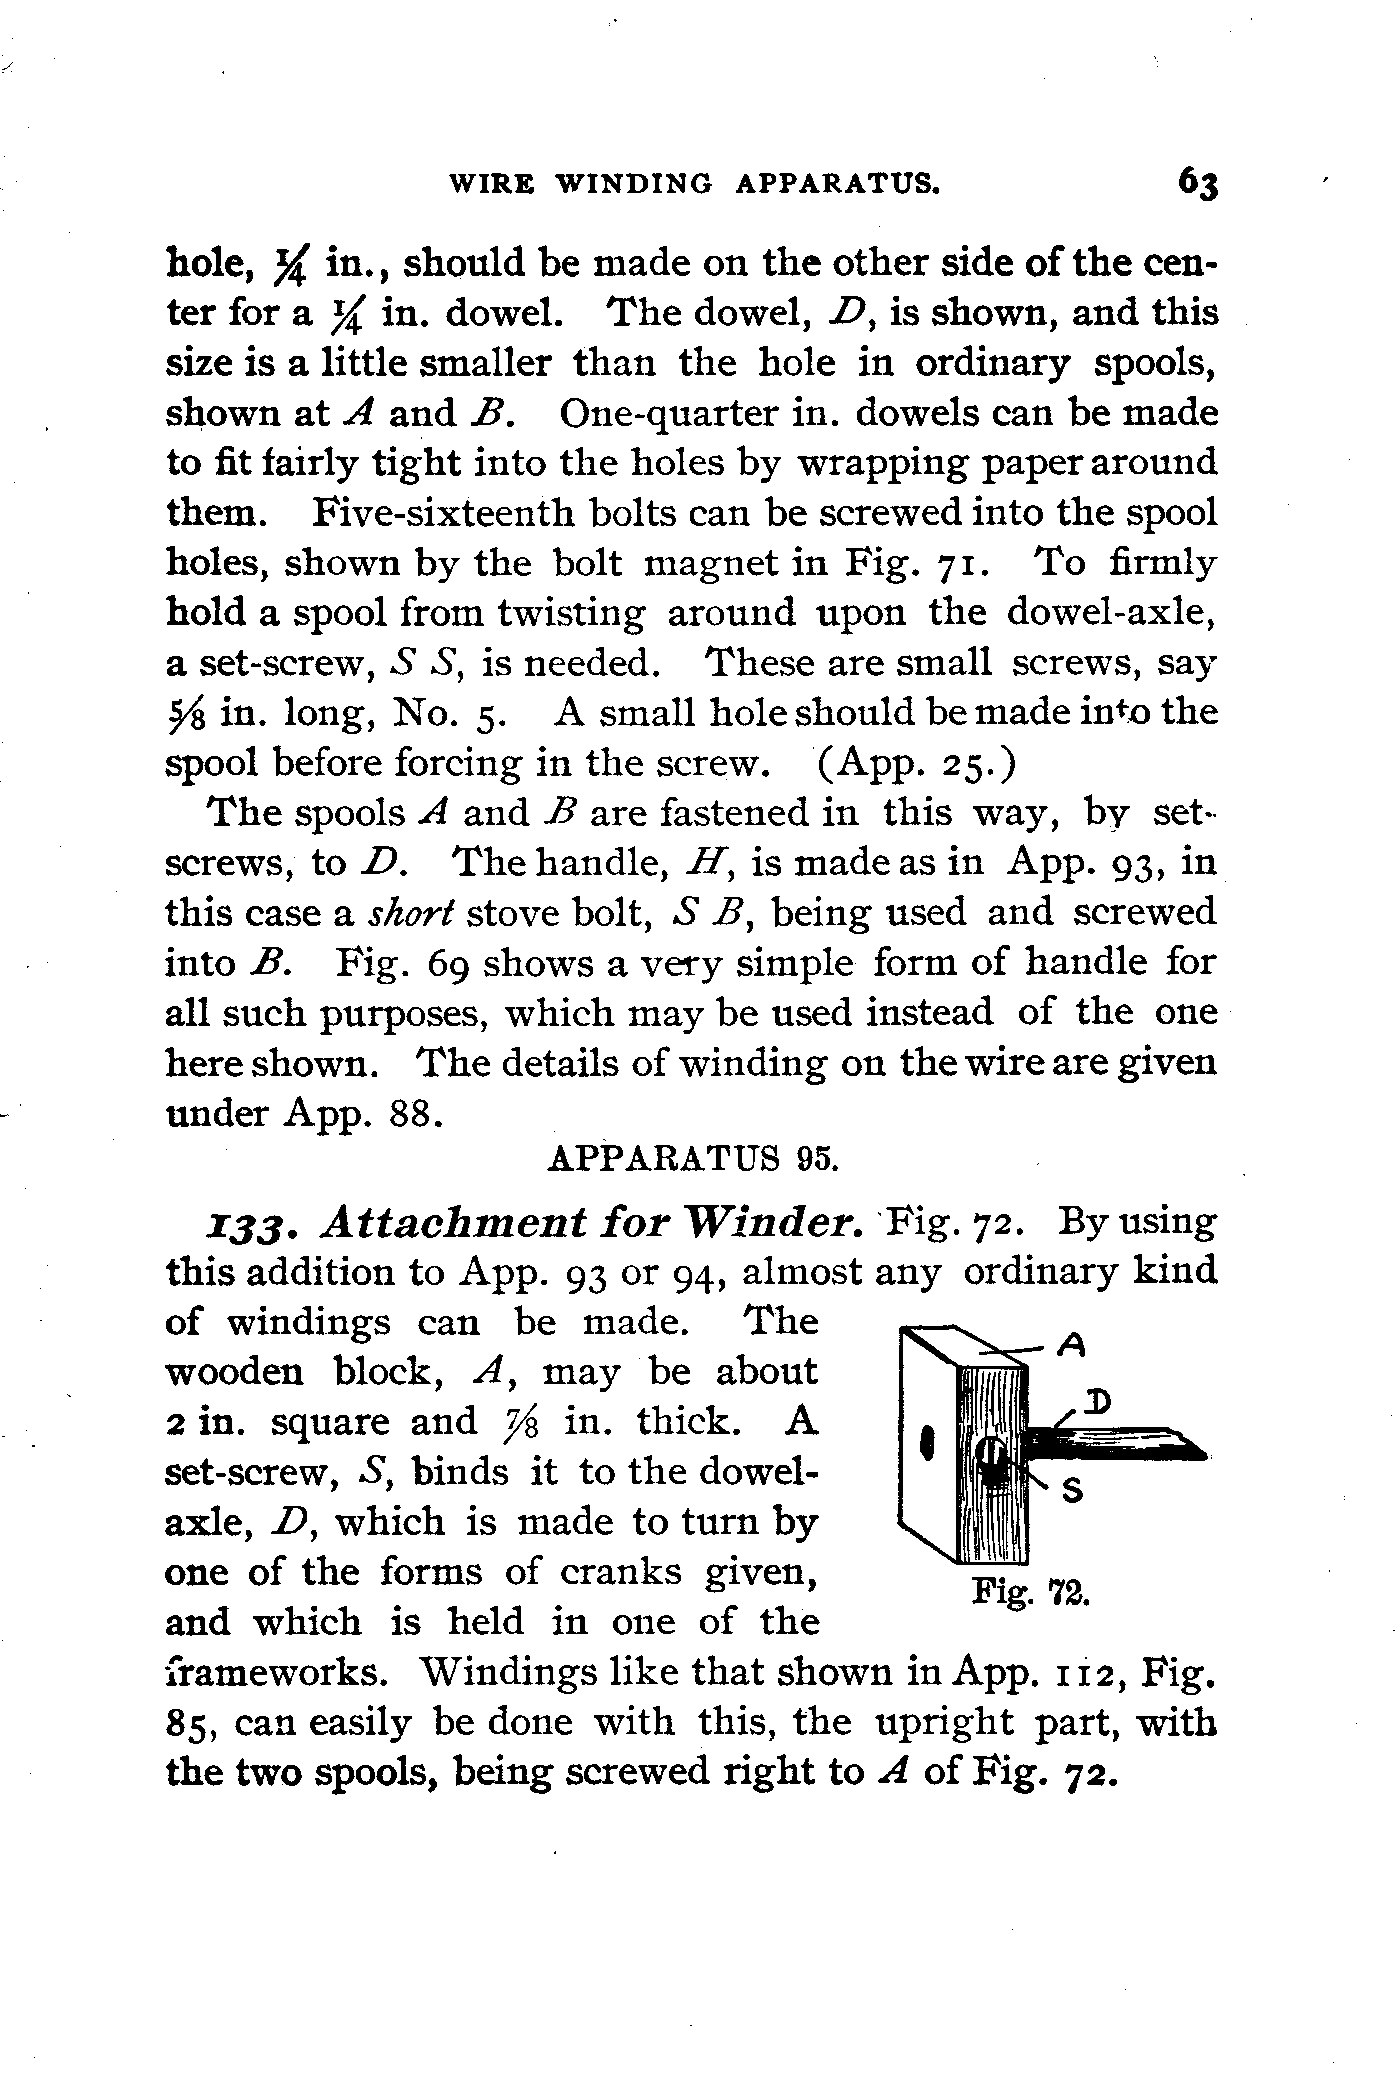 WIRE WINDING APPARATUS. 63
hole, ¼ in., should be made on the other side of the cen-
ter for a ¼ in. dowel. The dowel, D, is shown, and this
size is a little smaller than the hole in ordinary spools,
shown at A and B. One-quarter in. dowels can be made
to fit fairly tight into the holes by wrapping paper around
them. Five-sixteenth bolts can be screwed into the spool
holes, shown by the bolt magnet in Fig. 71. To firmly
hold a spool from twisting around upon the dowel-axle,
a set-screw, S S, is needed. These are small screws, say
⅝ in. long, No. 5. A small hole should be made into the
spool before forcing in the screw. (App. 25.)
The spools A and B are fastened in this way, by set-
screws, to D. The handle, H, is made as in App. 93, in
this case a short stove bolt, S B, being used and screwed
into B. Fig. 69 shows a very simple form of handle for
all such purposes, which may be used instead of the one
here shown. The details of winding on the wire are given
under App. 88.
APPARATUS 95.
133. Attachment for Winder. Fig. 72. By using
this addition to App. 93 or 94, almost any ordinary kind
of windings can be made. The
wooden block, A, may be about
2 in. square and ⅞ in. thick. A
set-screw, S, binds it to the dowel-
axle, D, which is made to turn by
one of the forms of cranks given,
and which is held in one of the
frameworks. Windings like that shown in App. 112, Fig.
85, can easily be done with this, the upright part, with
the two spools, being screwed right to A of Fig. 72.
A
D
S
Fig. 72.